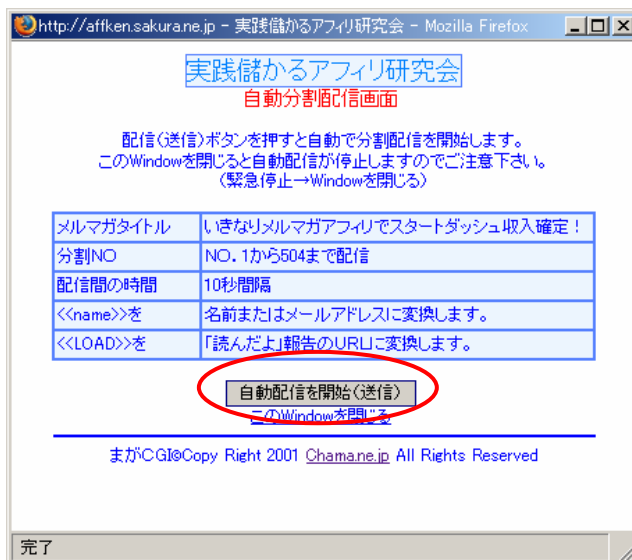 http://affken.sakura.ne.jp - 実践儲かるアフィリ研究会 - Mozilla Firefox
実践儲かるアフィリ研究会
自動分割配信画面
配信(送信)ボタンを押すと自動で分割配信を開始します。
このWindowを閉じると自動配信が停止しますのでご注意下さい。
(緊急停止→Windowを閉じる)
メルマガタイトル いきなりメルマガアフィリでスタートダッシュ収入確定!
分割NO NO. 1から504まで配信
配信間の時間 10秒間隔
<<name>>を 名前またはメールアドレスに変換します。
<<LOAD>>を 「読んだよ」報告のURLに変換します。
自動配信を開始(送信)
このWindowを閉じる
まがCGI©Copy Right 2001 Chama.ne.jp All Rights Reserved
完了